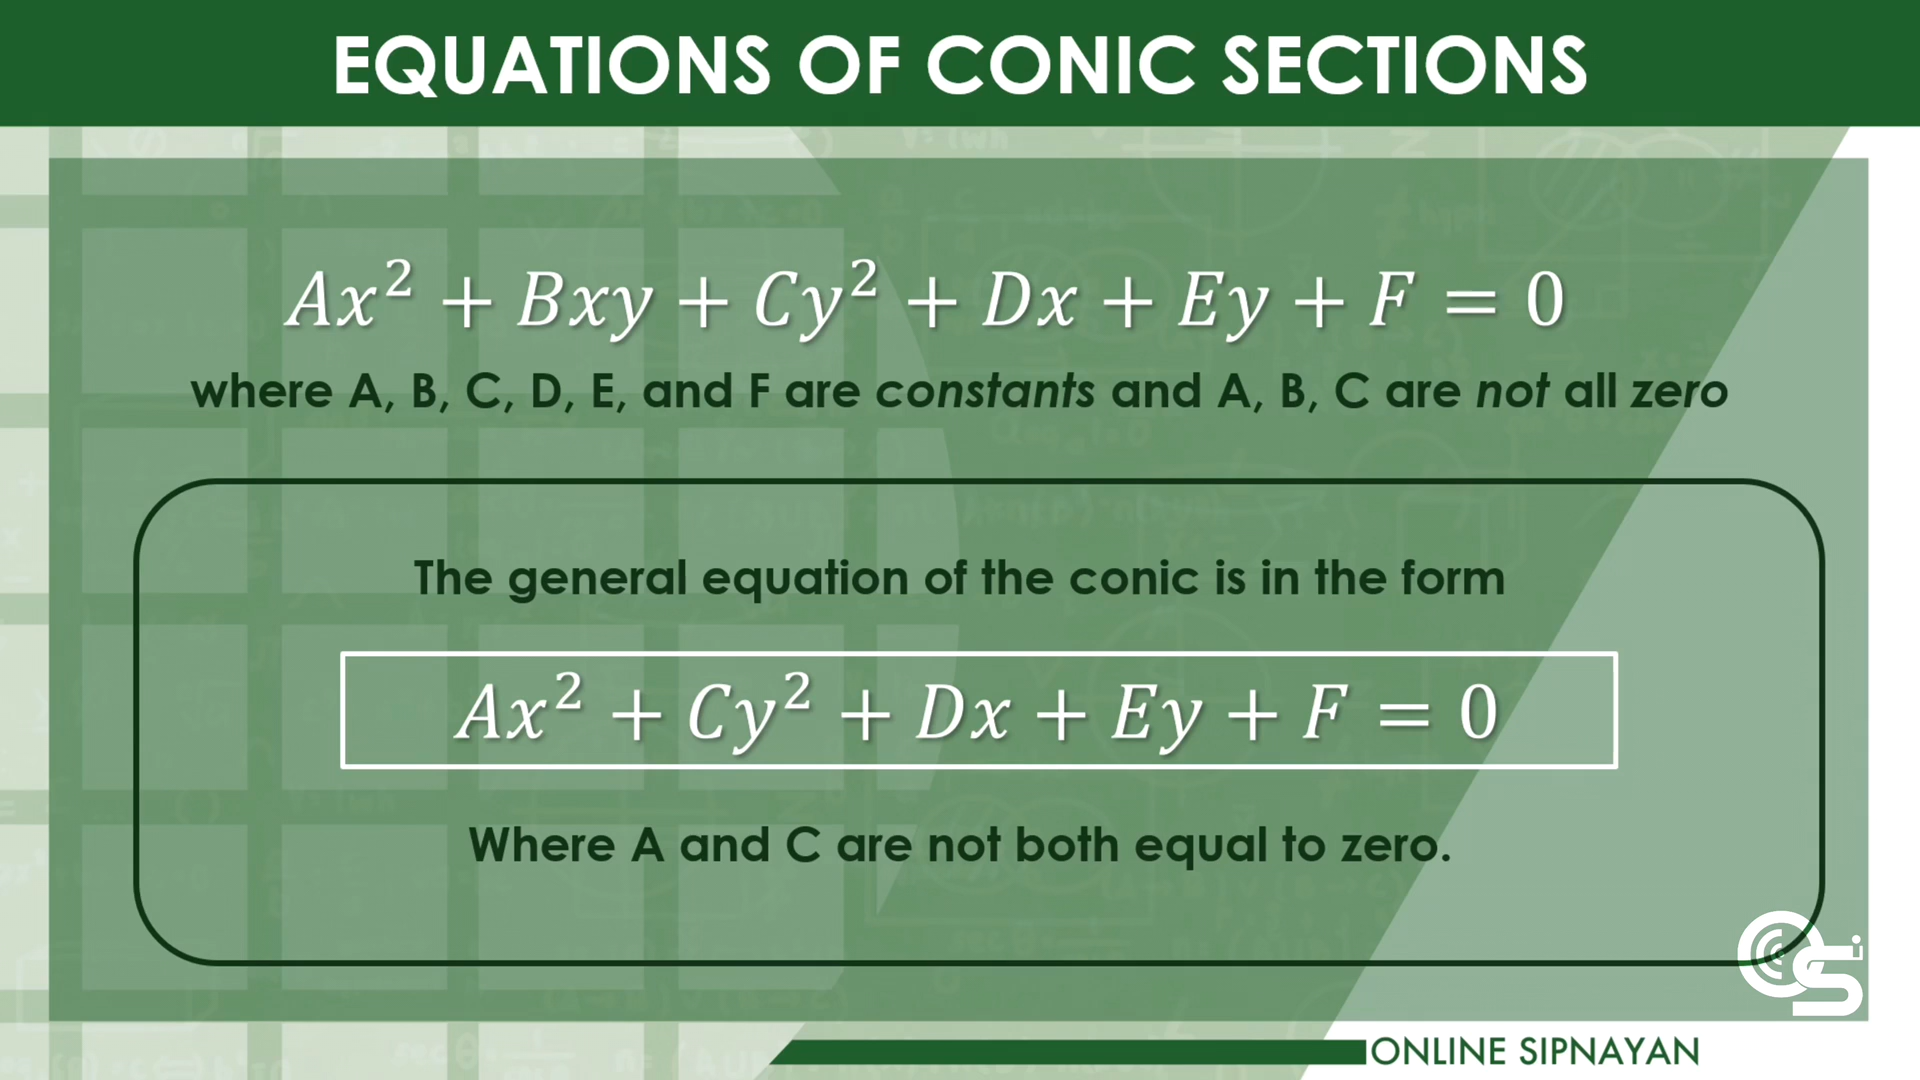 EQUATIONS OF CONIC SECTIONS
Ax² + Bxy + Cy² + Dx + Ey + F = 0
where A, B, C, D, E, and F are constants and A, B, C are not all zero
The general equation of the conic is in the form
Ax² + Cy² + Dx + Ey + F = 0
Where A and C are not both equal to zero.
ONLINE SIPNAYAN